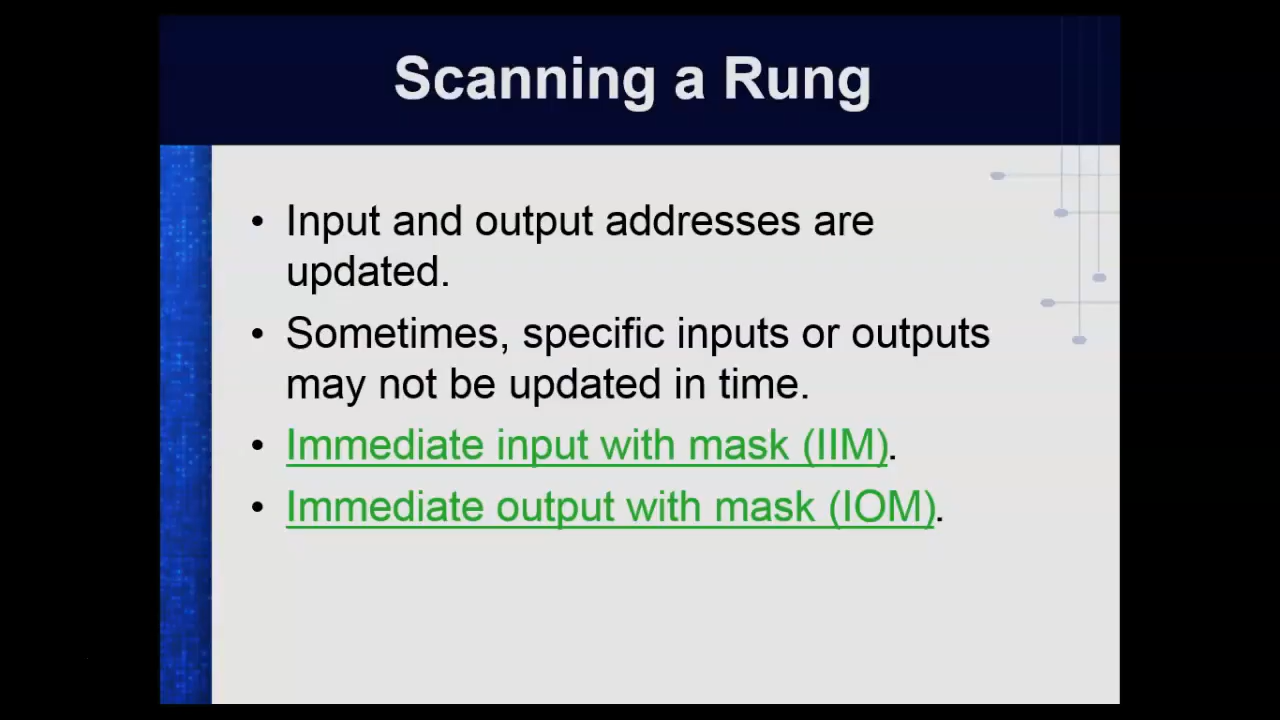 Scanning a Rung
• Input and output addresses are
updated.
• Sometimes, specific inputs or outputs
may not be updated in time.
• Immediate input with mask (IIM).
• Immediate output with mask (IOM).